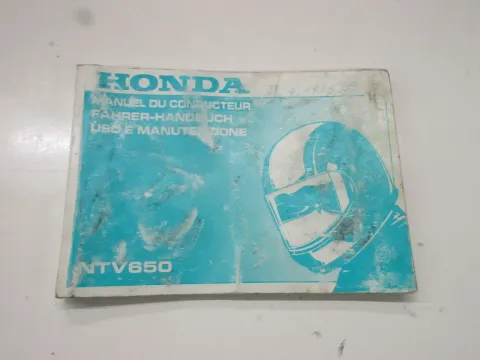 HONDA
MANUEL DU CONDUCTEUR
FAHRER-HANDBUCH
USO E MANUTENZIONE
NTV650